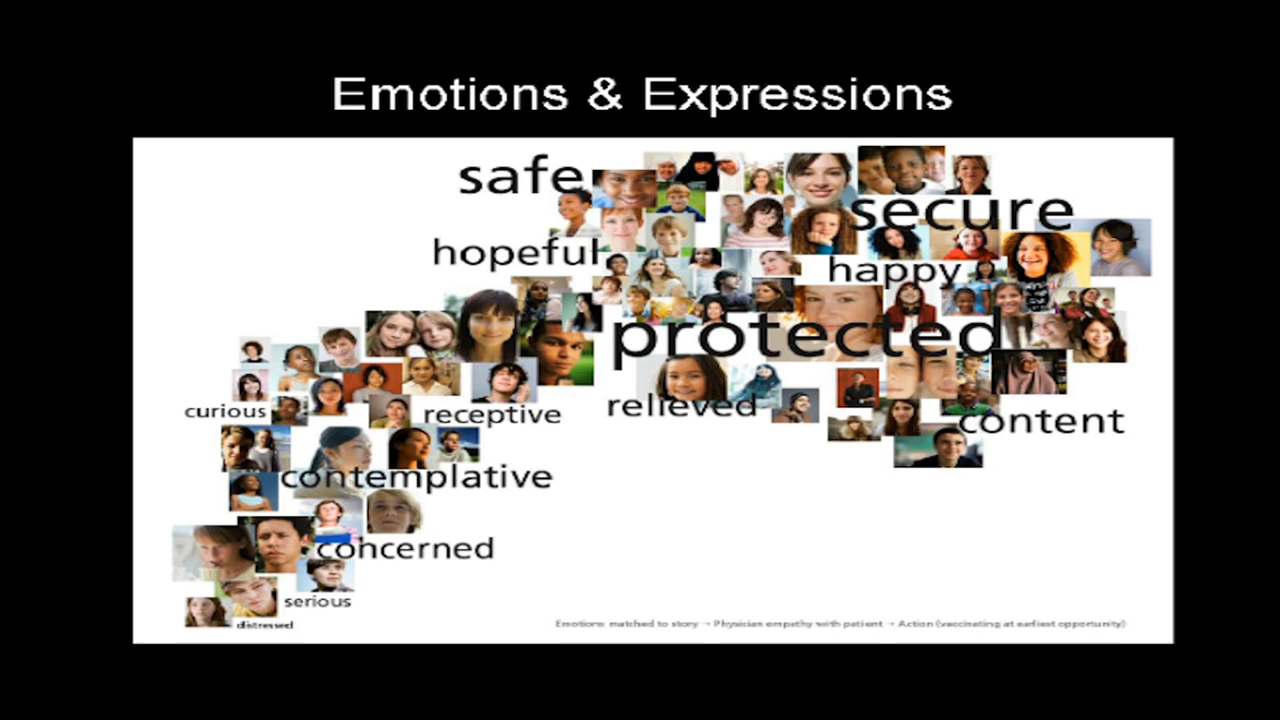 Emotions & Expressions
safe
secure
hopeful
happy
protected
curious
receptive
relieved
content
contemplative
concerned
serious
distressed
Emotions matched to story → Physician empathy with patient → Action (vaccinating at earliest opportunity)